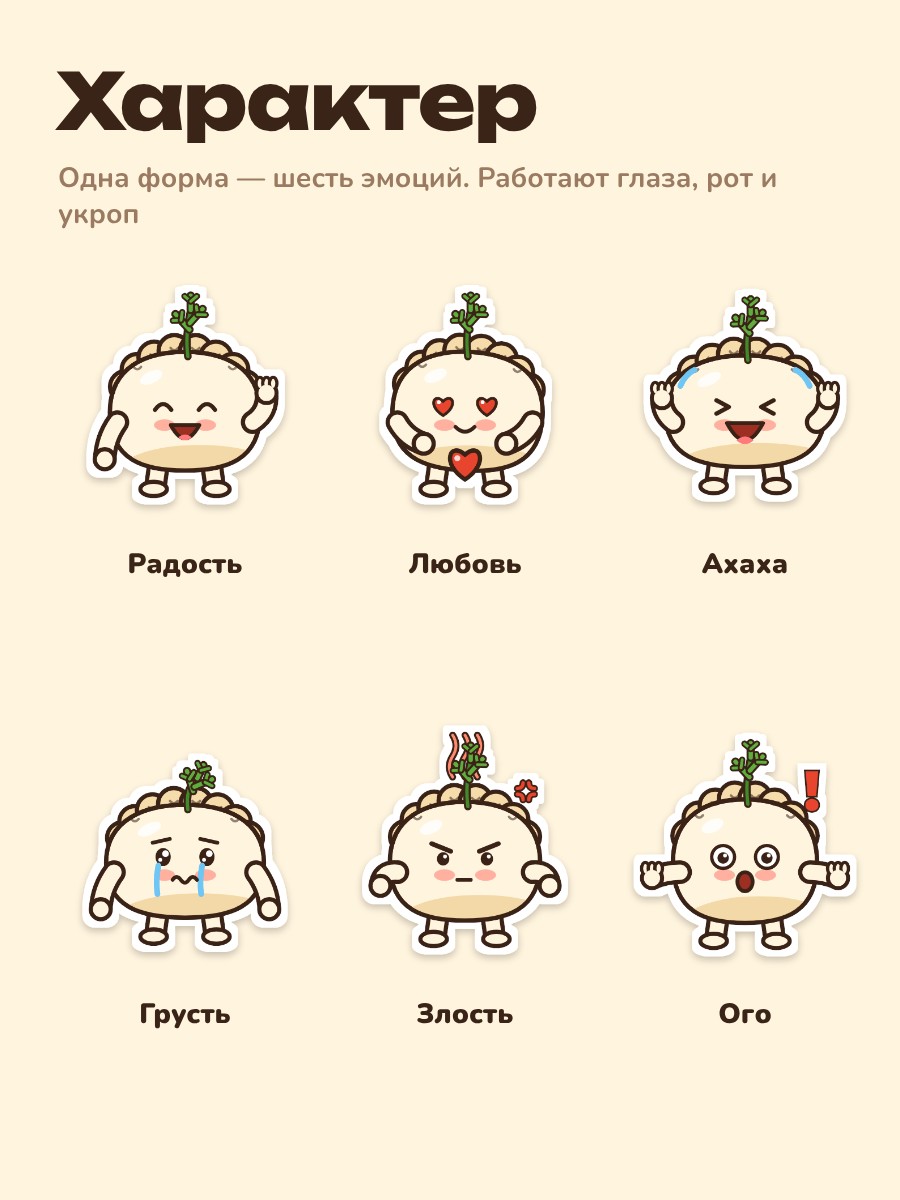 Характер
Одна форма — шесть эмоций. Работают глаза, рот и
укроп
Радость
Любовь
Ахаха
Грусть
Злость
Ого